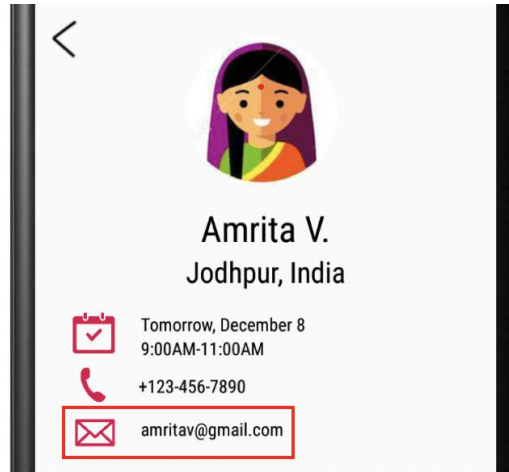 Amrita V.
Jodhpur, India
Tomorrow, December 8
9:00AM-11:00AM
+123-456-7890
amritav@gmail.com